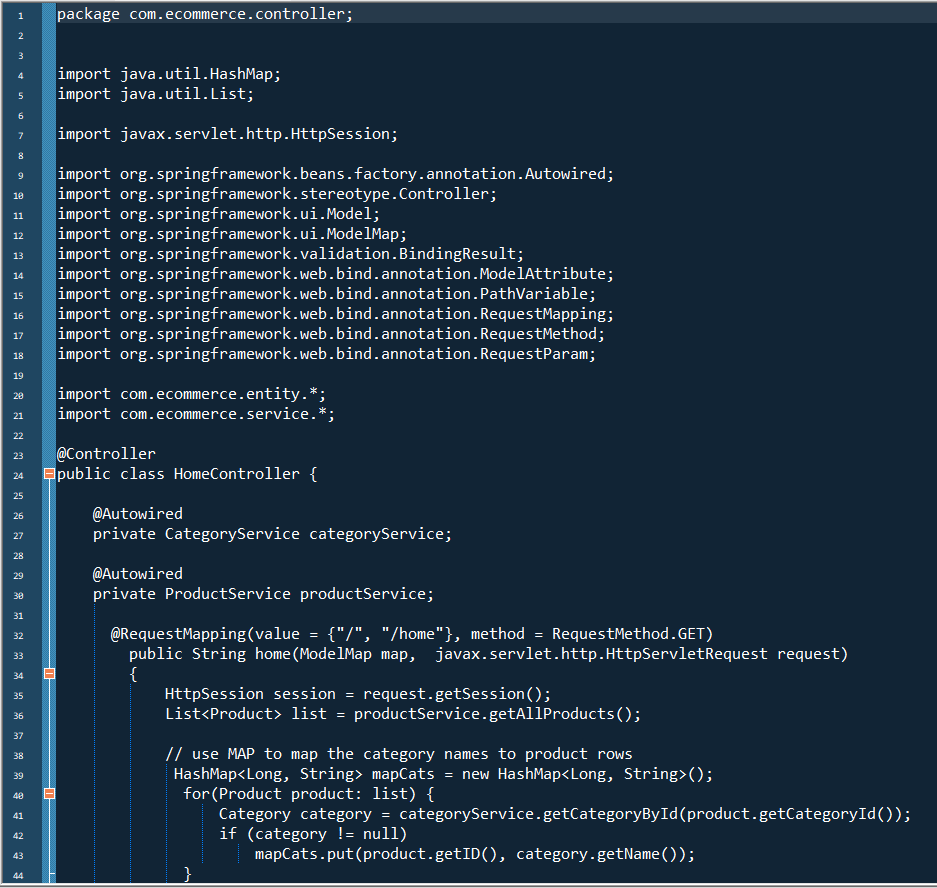 1 package com.ecommerce.controller;
2
3
4 import java.util.HashMap;
5 import java.util.List;
6
7 import javax.servlet.http.HttpSession;
8
9 import org.springframework.beans.factory.annotation.Autowired;
10 import org.springframework.stereotype.Controller;
11 import org.springframework.ui.Model;
12 import org.springframework.ui.ModelMap;
13 import org.springframework.validation.BindingResult;
14 import org.springframework.web.bind.annotation.ModelAttribute;
15 import org.springframework.web.bind.annotation.PathVariable;
16 import org.springframework.web.bind.annotation.RequestMapping;
17 import org.springframework.web.bind.annotation.RequestMethod;
18 import org.springframework.web.bind.annotation.RequestParam;
19
20 import com.ecommerce.entity.*;
21 import com.ecommerce.service.*;
22
23 @Controller
24 public class HomeController {
25
26     @Autowired
27     private CategoryService categoryService;
28
29     @Autowired
30     private ProductService productService;
31
32       @RequestMapping(value = {"/", "/home"}, method = RequestMethod.GET)
33         public String home(ModelMap map,  javax.servlet.http.HttpServletRequest request)
34         {
35             HttpSession session = request.getSession();
36             List<Product> list = productService.getAllProducts();
37
38             // use MAP to map the category names to product rows
39              HashMap<Long, String> mapCats = new HashMap<Long, String>();
40               for(Product product: list) {
41                   Category category = categoryService.getCategoryById(product.getCategoryId());
42                   if (category != null)
43                       mapCats.put(product.getID(), category.getName());
44               }